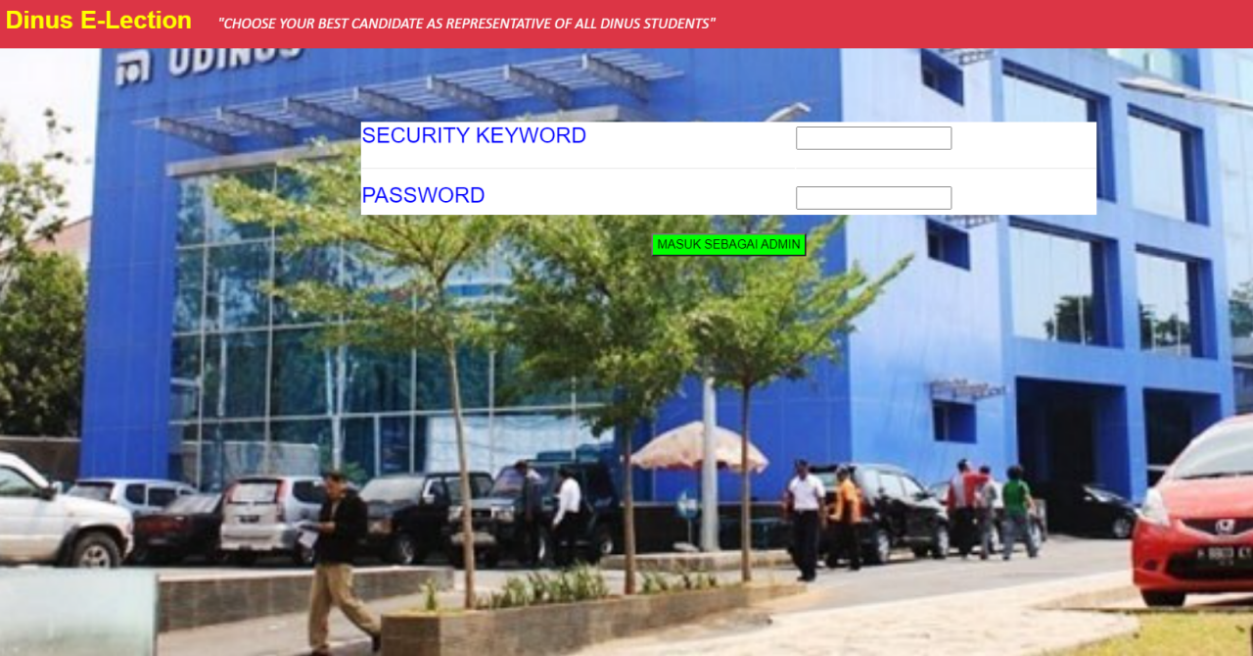 Dinus E-Lection "CHOOSE YOUR BEST CANDIDATE AS REPRESENTATIVE OF ALL DINUS STUDENTS"
UDINUS
SECURITY KEYWORD
PASSWORD
MASUK SEBAGAI ADMIN